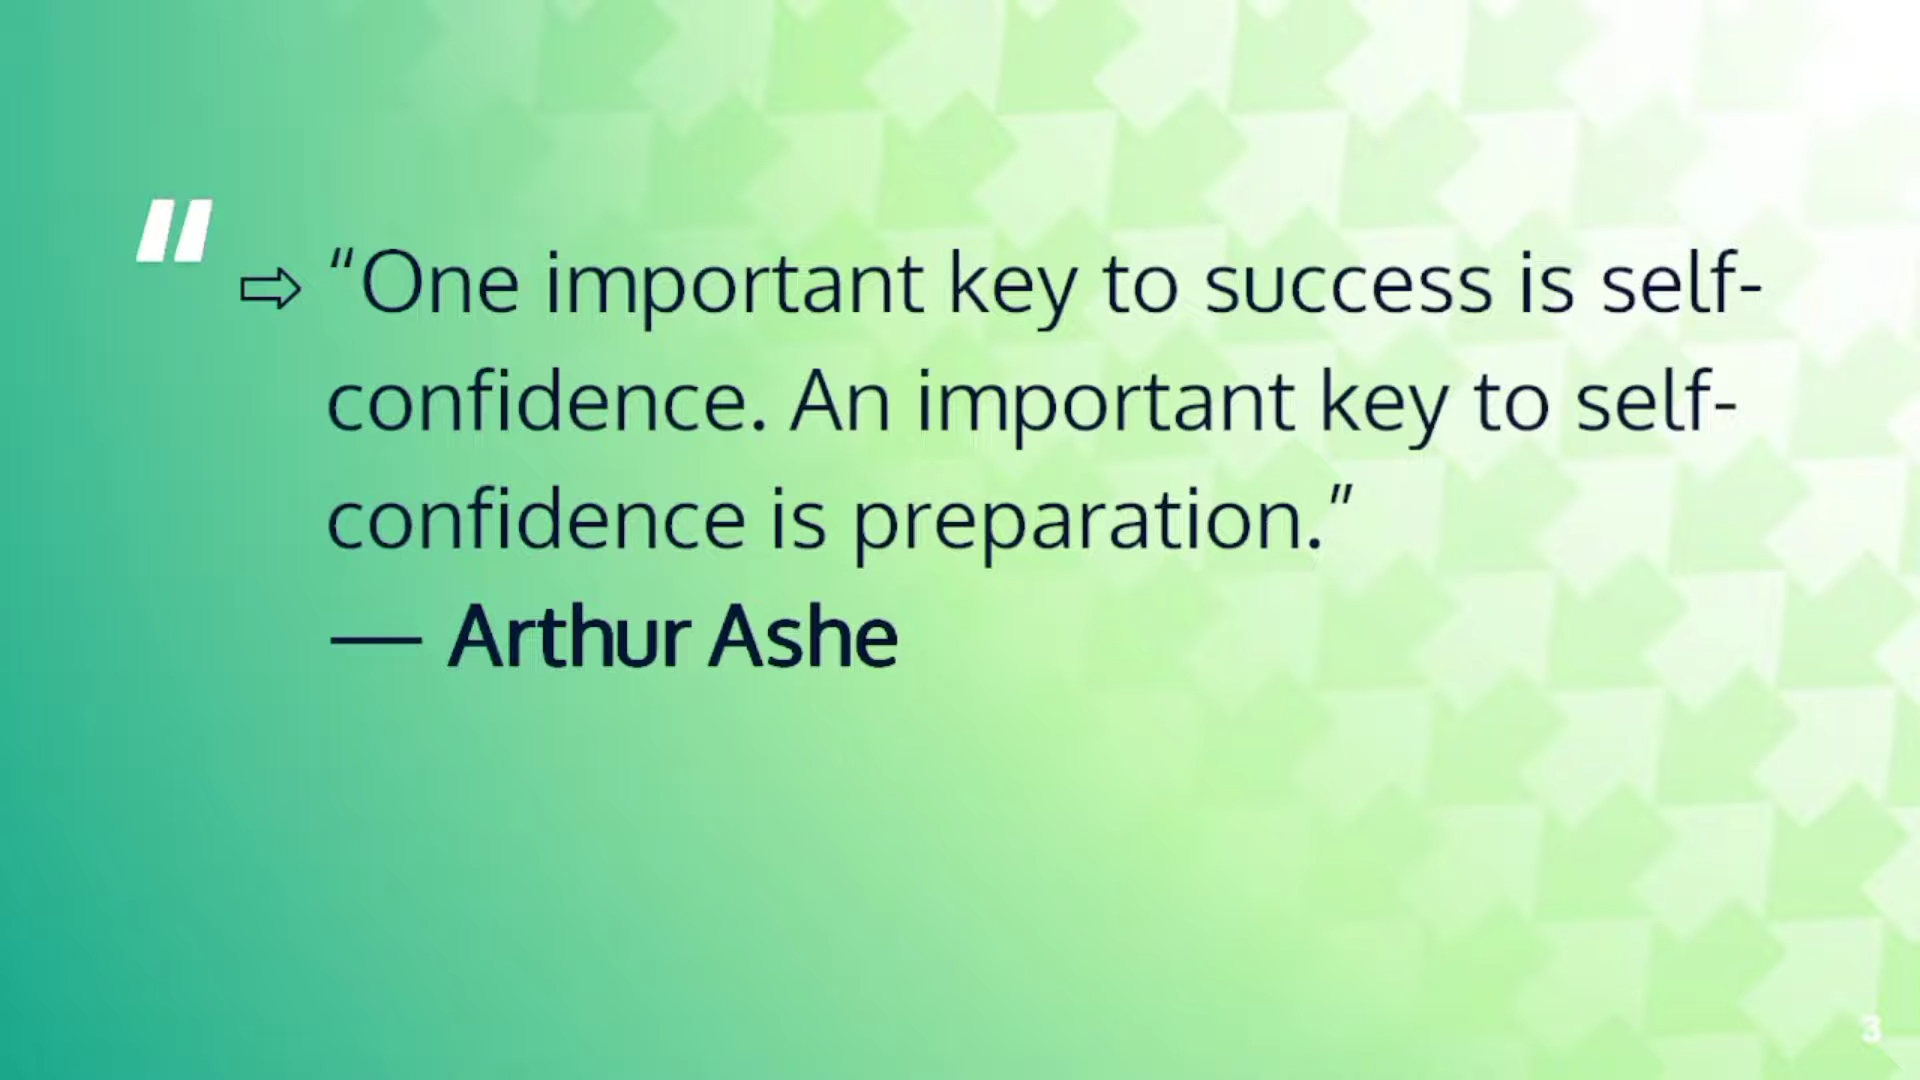 "
⇨ “One important key to success is self-
confidence. An important key to self-
confidence is preparation.”
— Arthur Ashe
3